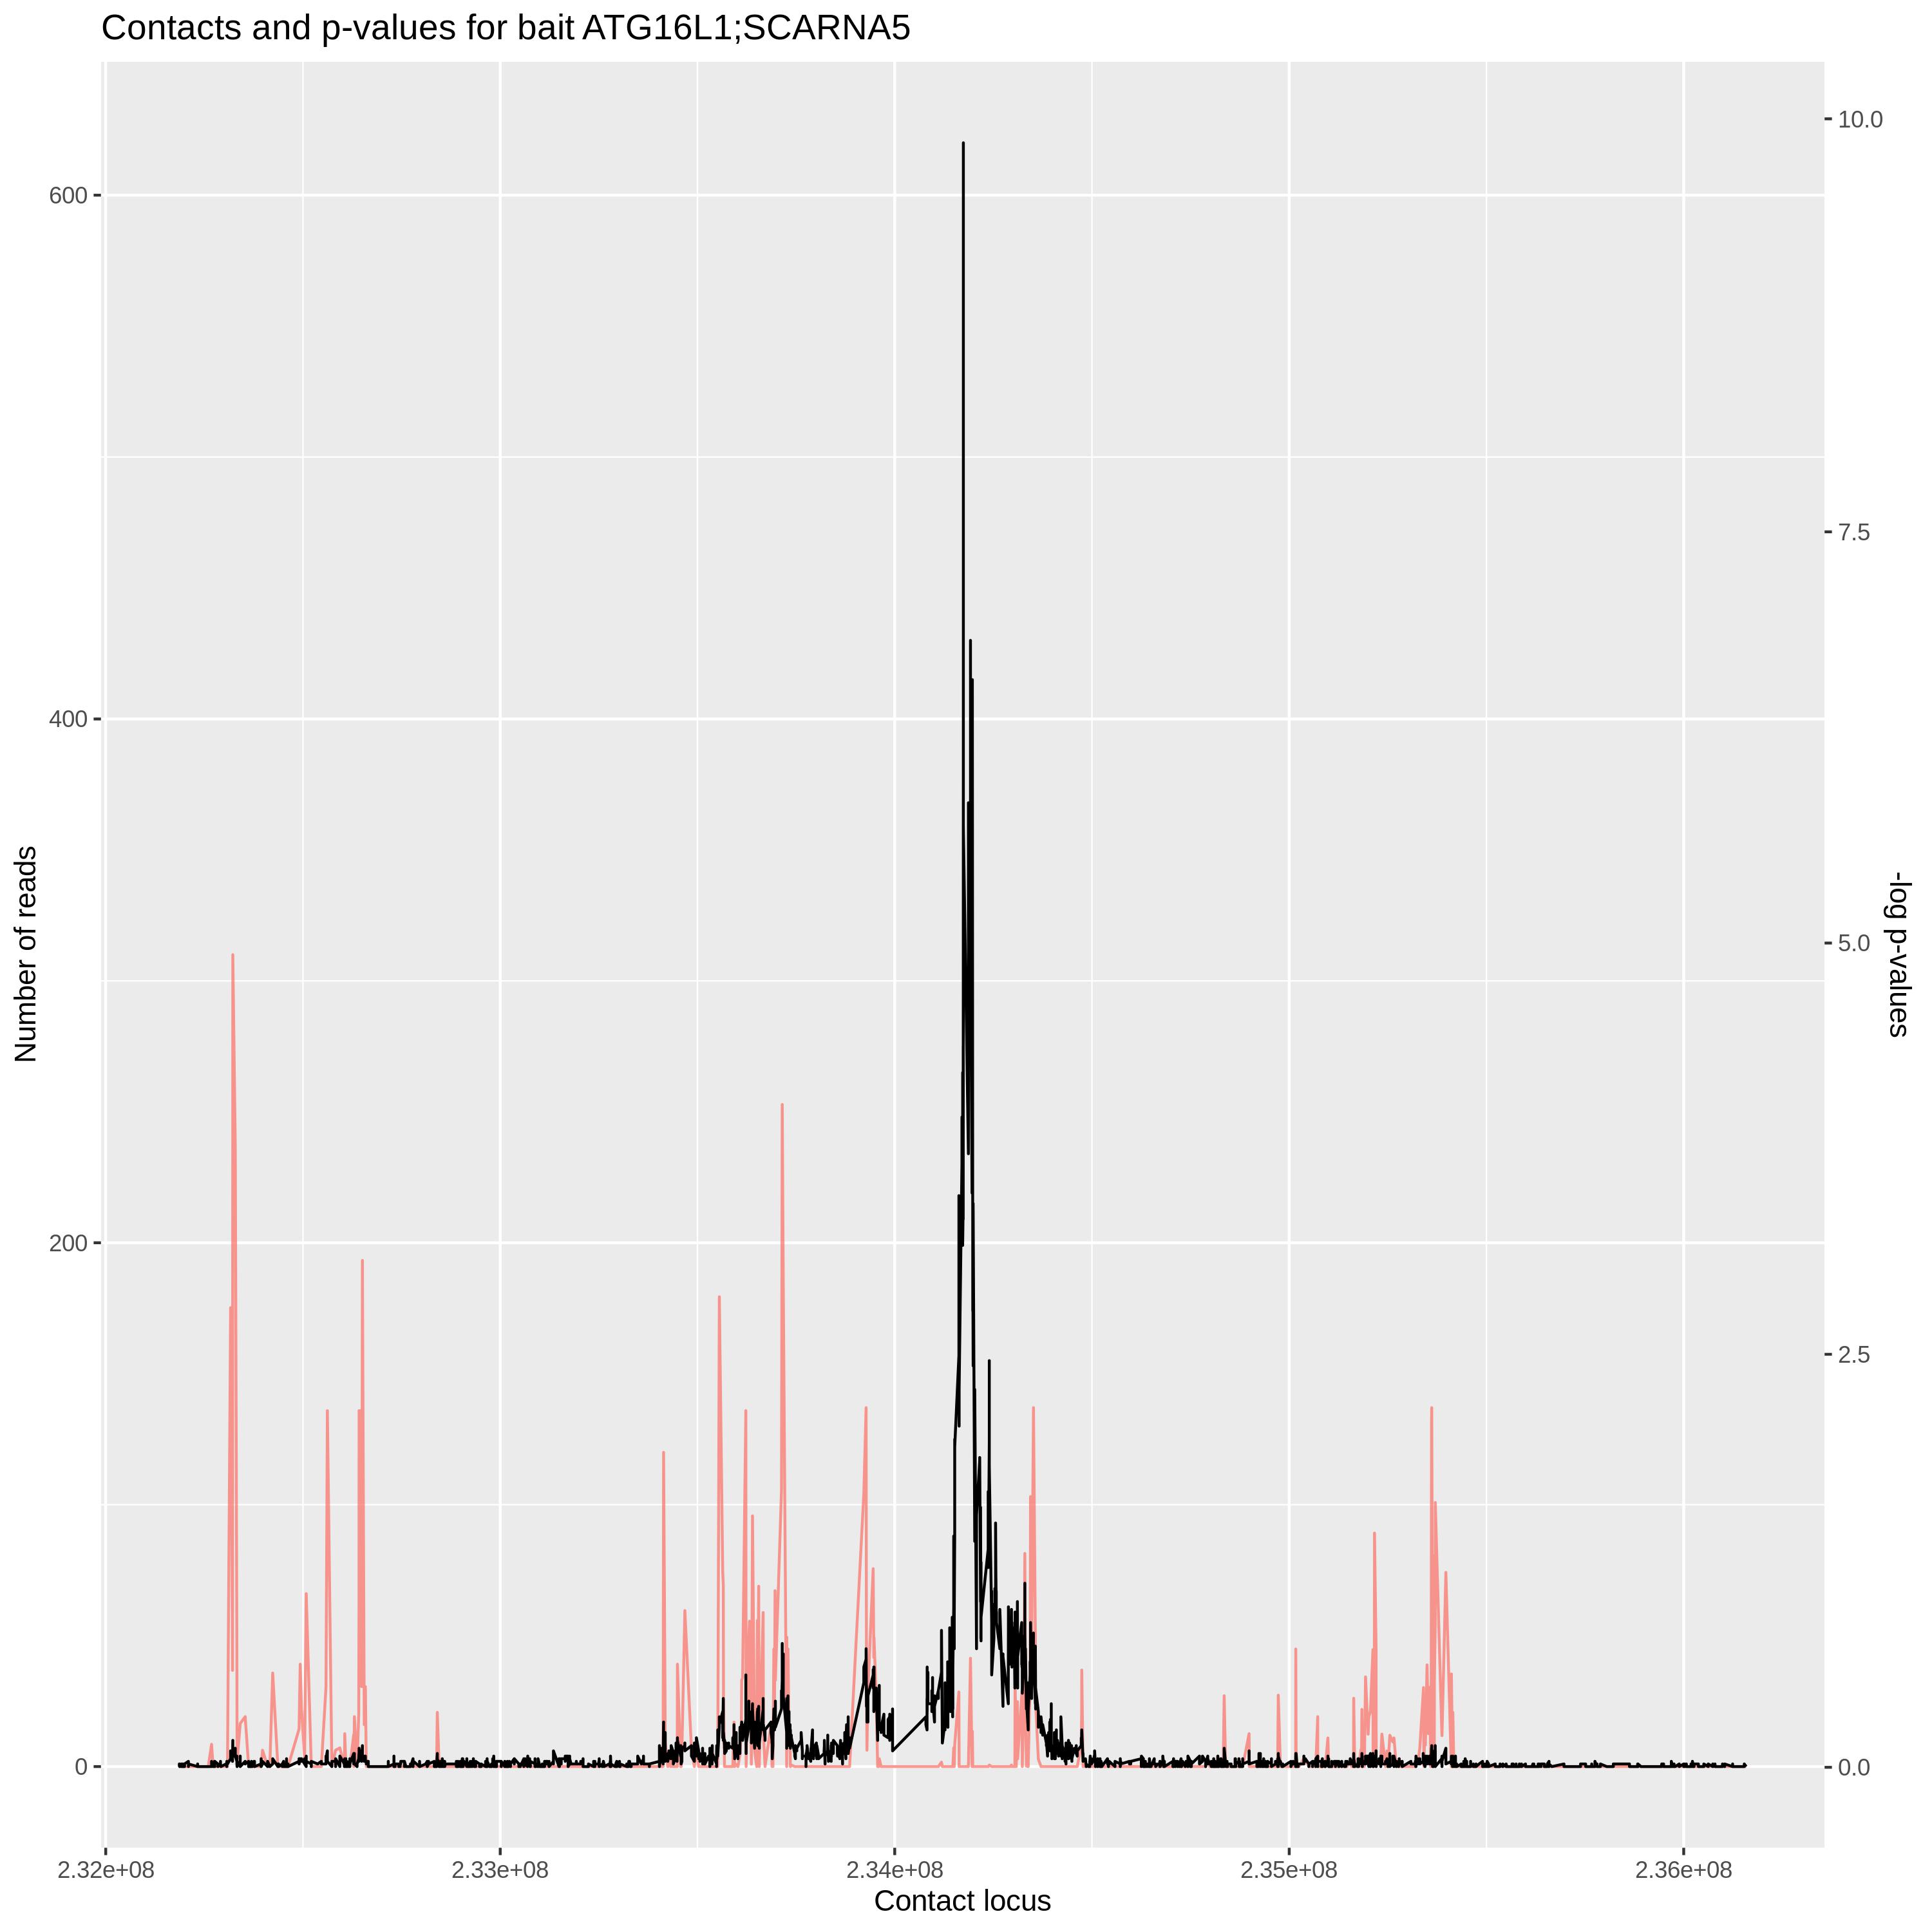 Contacts and p-values for bait ATG16L1;SCARNA5
10.0
600
7.5
400
5.0
Number of reads
-log p-values
200
2.5
0
0.0
2.32e+08
2.33e+08
2.34e+08
2.35e+08
2.36e+08
Contact locus